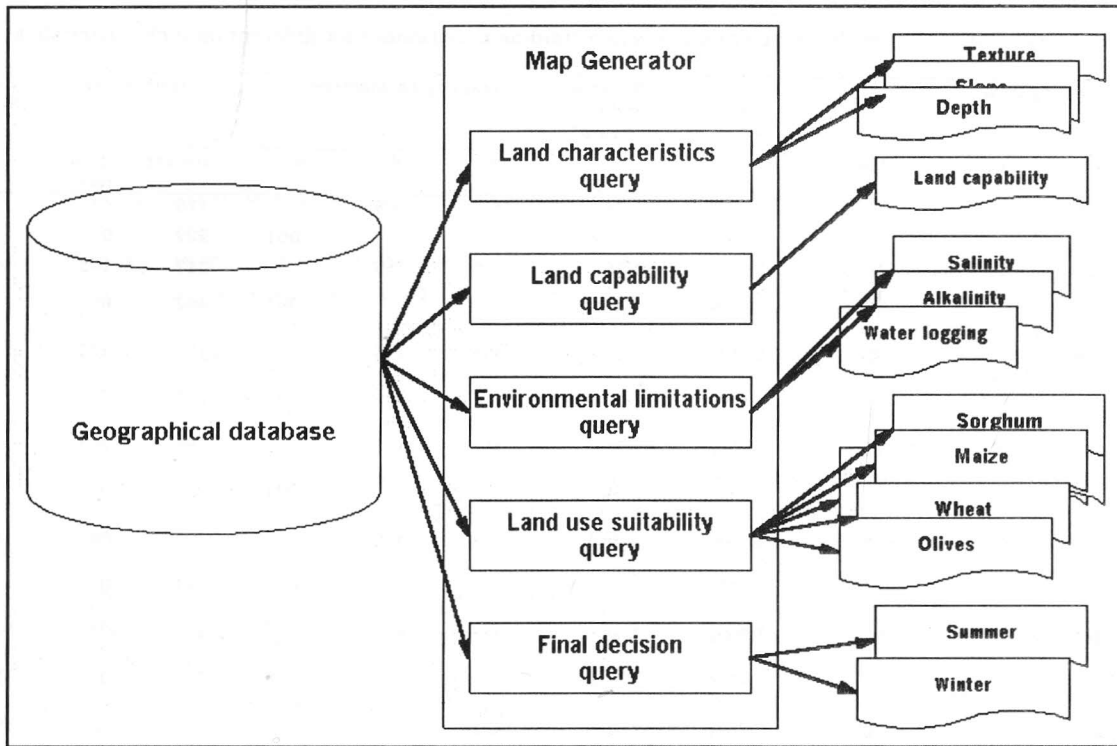 Map Generator
Land characteristics
query
Land capability
query
Environmental limitations
query
Land use suitability
query
Final decision
query
Geographical database
Texture
Slope
Depth
Land capability
Salinity
Alkalinity
Water logging
Sorghum
Maize
Wheat
Olives
Summer
Winter